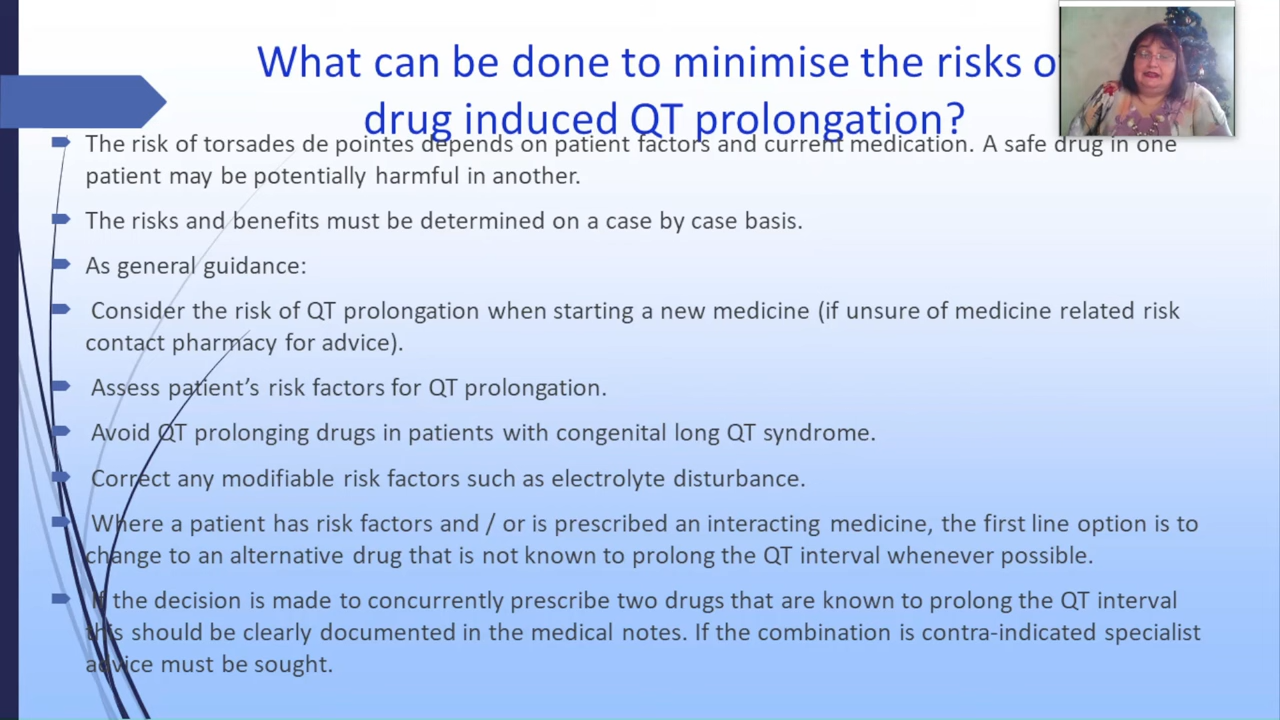 What can be done to minimise the risks o
drug induced QT prolongation?
The risk of torsades de pointes depends on patient factors and current medication. A safe drug in one
patient may be potentially harmful in another.
The risks and benefits must be determined on a case by case basis.
As general guidance:
Consider the risk of QT prolongation when starting a new medicine (if unsure of medicine related risk
contact pharmacy for advice).
Assess patient’s risk factors for QT prolongation.
Avoid QT prolonging drugs in patients with congenital long QT syndrome.
Correct any modifiable risk factors such as electrolyte disturbance.
Where a patient has risk factors and / or is prescribed an interacting medicine, the first line option is to
change to an alternative drug that is not known to prolong the QT interval whenever possible.
If the decision is made to concurrently prescribe two drugs that are known to prolong the QT interval
this should be clearly documented in the medical notes. If the combination is contra-indicated specialist
advice must be sought.